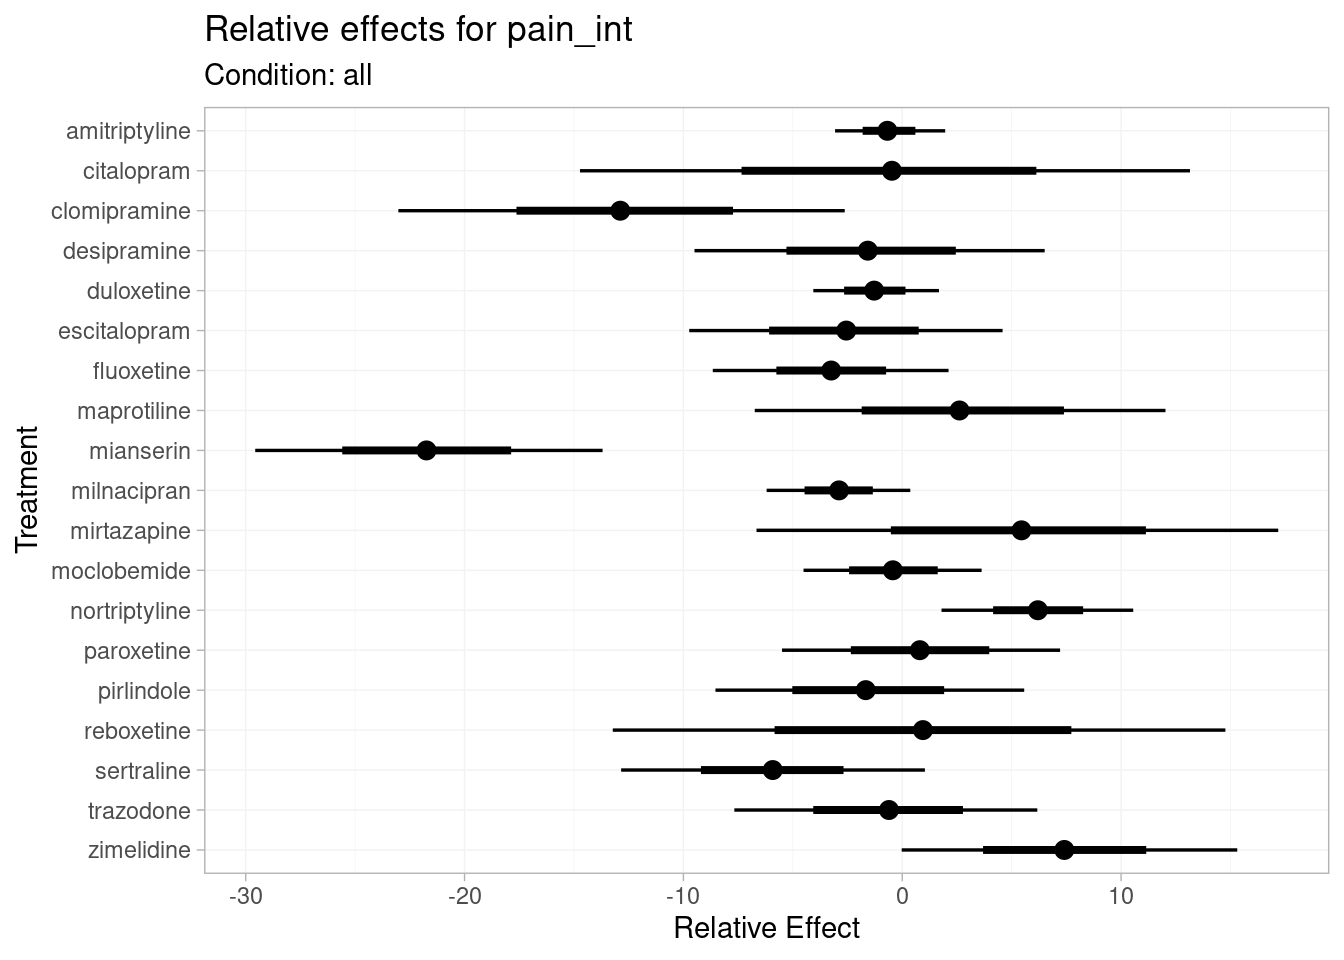 Relative effects for pain_int
Condition: all
Treatment
amitriptyline
citalopram
clomipramine
desipramine
duloxetine
escitalopram
fluoxetine
maprotiline
mianserin
milnacipran
mirtazapine
moclobemide
nortriptyline
paroxetine
pirlindole
reboxetine
sertraline
trazodone
zimelidine
-30 -20 -10 0 10
Relative Effect